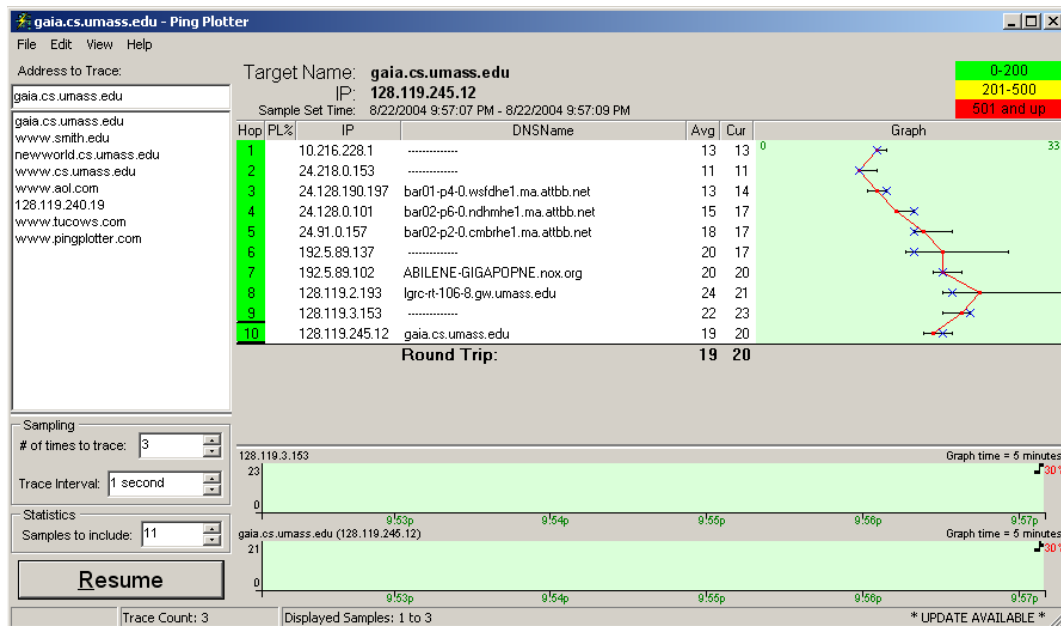 gaia.cs.umass.edu - Ping Plotter
File Edit View Help
Address to Trace:
gaia.cs.umass.edu
gaia.cs.umass.edu
www.smith.edu
newworld.cs.umass.edu
www.cs.umass.edu
www.aol.com
128.119.240.19
www.tucows.com
www.pingplotter.com
Target Name: gaia.cs.umass.edu
IP: 128.119.245.12
Sample Set Time: 8/22/2004 9:57:07 PM - 8/22/2004 9:57:09 PM
0-200
201-500
501 and up
Hop PL% IP DNSName Avg Cur Graph
0 33
1 10.216.228.1 ------------- 13 13
2 24.218.0.153 ------------- 11 11
3 24.128.190.197 bar01-p4-0.wsfdhe1.ma.attbb.net 13 14
4 24.128.0.101 bar02-p6-0.ndhmhe1.ma.attbb.net 15 17
5 24.91.0.157 bar02-p2-0.cmbrhe1.ma.attbb.net 18 17
6 192.5.89.137 ------------- 20 17
7 192.5.89.102 ABILENE-GIGAPOPNE.nox.org 20 20
8 128.119.2.193 lgrc-rt-106-8.gw.umass.edu 24 21
9 128.119.3.153 ------------- 22 23
10 128.119.245.12 gaia.cs.umass.edu 19 20
Round Trip: 19 20
Sampling
# of times to trace: 3
Trace Interval: 1 second
Statistics
Samples to include: 11
Resume
128.119.3.153 Graph time = 5 minutes
23 30
0
9:53p 9:54p 9:55p 9:56p 9:57p
gaia.cs.umass.edu (128.119.245.12) Graph time = 5 minutes
21 30
0
9:53p 9:54p 9:55p 9:56p 9:57p
Trace Count: 3 Displayed Samples: 1 to 3 * UPDATE AVAILABLE *